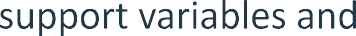 support variables and